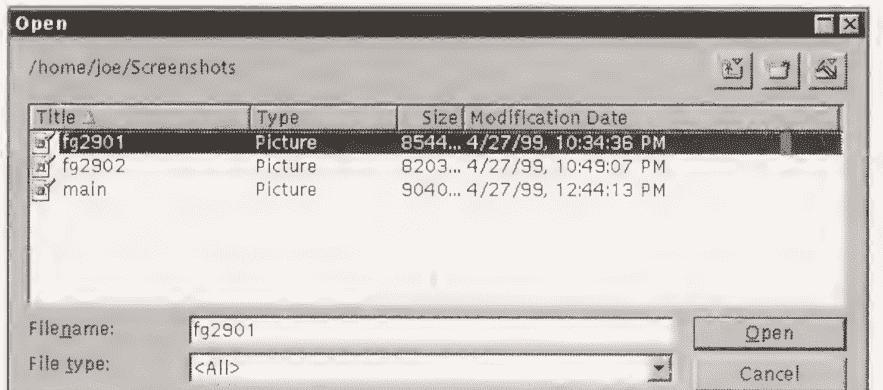 Open
/home/joe/Screenshots
Title Type Size Modification Date
fg2901 Picture 8544... 4/27/99, 10:34:36 PM
fg2902 Picture 8203... 4/27/99, 10:49:07 PM
main Picture 9040... 4/27/99, 12:44:13 PM
Filename: fg2901 Open
File type: <All> Cancel